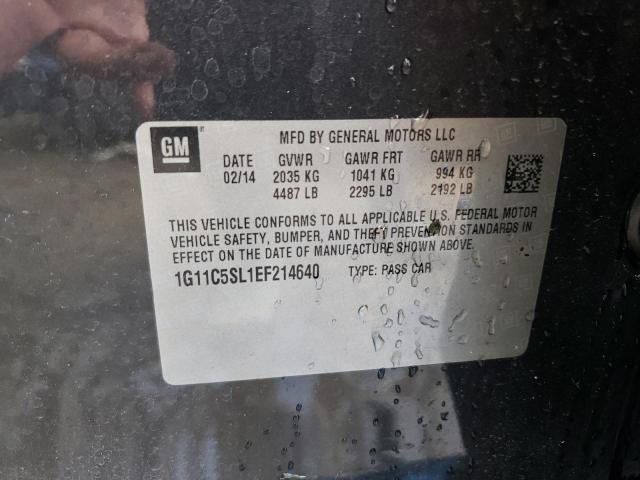 GM
MFD BY GENERAL MOTORS LLC
DATE GVWR GAWR FRT GAWR RR
02/14 2035 KG 1041 KG 994 KG
4487 LB 2295 LB 2192 LB
THIS VEHICLE CONFORMS TO ALL APPLICABLE U.S. FEDERAL MOTOR
VEHICLE SAFETY, BUMPER, AND THEFT PREVENTION STANDARDS IN
EFFECT ON THE DATE OF MANUFACTURE SHOWN ABOVE.
1G11C5SL1EF214640 TYPE: PASS CAR